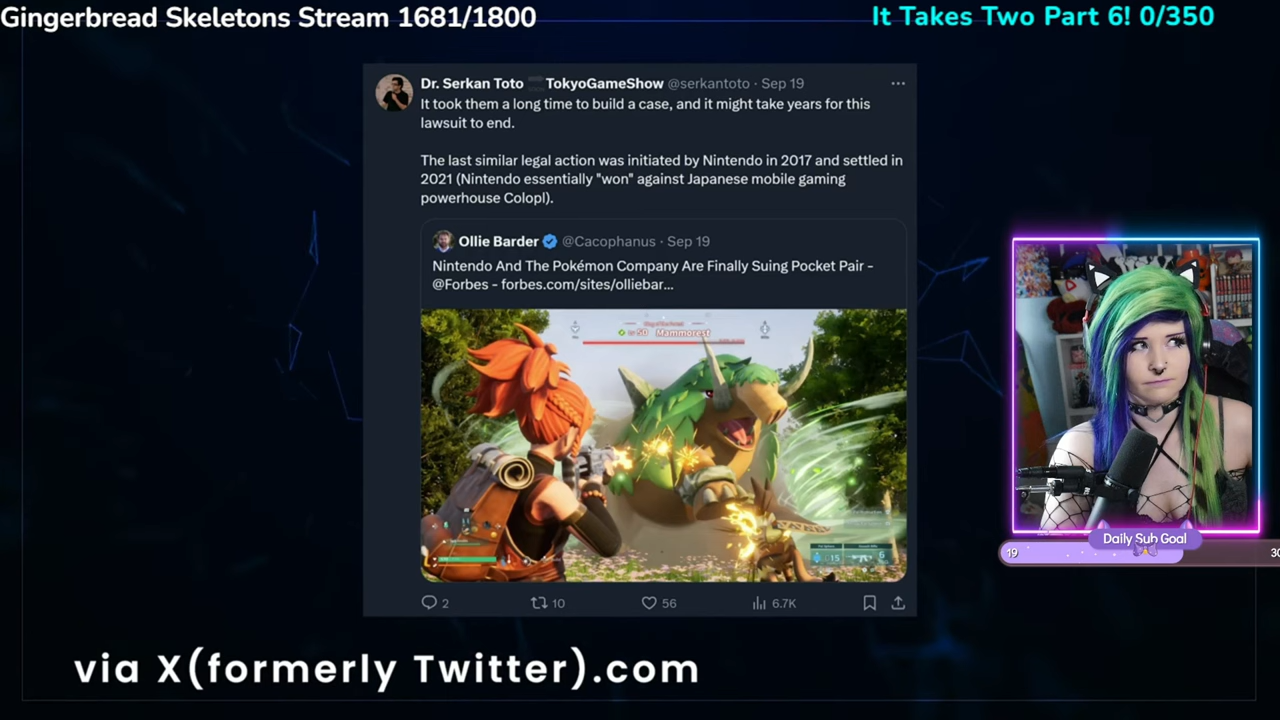 Gingerbread Skeletons Stream 1681/1800
It Takes Two Part 6! 0/350
Dr. Serkan Toto TokyoGameShow @serkantoto · Sep 19
It took them a long time to build a case, and it might take years for this
lawsuit to end.
The last similar legal action was initiated by Nintendo in 2017 and settled in
2021 (Nintendo essentially "won" against Japanese mobile gaming
powerhouse Colopl).
Ollie Barder @Cacophanus · Sep 19
Nintendo And The Pokémon Company Are Finally Suing Pocket Pair -
@Forbes - forbes.com/sites/olliebar...
50 Mammorest
15
6
2 10 56 6.7K
Daily Sub Goal
19 30
via X(formerly Twitter).com